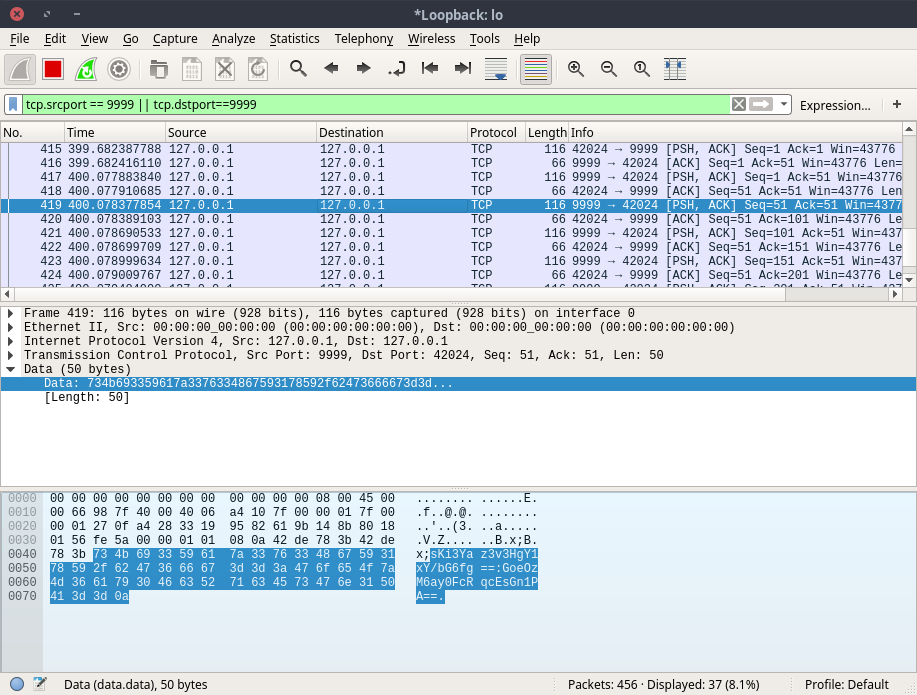 *Loopback: lo
File Edit View Go Capture Analyze Statistics Telephony Wireless Tools Help
tcp.srcport == 9999 || tcp.dstport==9999 Expression... +
No. Time Source Destination Protocol Length Info
415 399.682387788 127.0.0.1 127.0.0.1 TCP 116 42024 → 9999 [PSH, ACK] Seq=1 Ack=1 Win=43776
416 399.682416110 127.0.0.1 127.0.0.1 TCP 66 9999 → 42024 [ACK] Seq=1 Ack=51 Win=43776 Len=
417 400.077883840 127.0.0.1 127.0.0.1 TCP 116 9999 → 42024 [PSH, ACK] Seq=1 Ack=51 Win=43776
418 400.077910685 127.0.0.1 127.0.0.1 TCP 66 42024 → 9999 [ACK] Seq=51 Ack=51 Win=43776 Len
419 400.078377854 127.0.0.1 127.0.0.1 TCP 116 9999 → 42024 [PSH, ACK] Seq=51 Ack=51 Win=4377
420 400.078389103 127.0.0.1 127.0.0.1 TCP 66 42024 → 9999 [ACK] Seq=51 Ack=101 Win=43776 Le
421 400.078690533 127.0.0.1 127.0.0.1 TCP 116 9999 → 42024 [PSH, ACK] Seq=101 Ack=51 Win=437
422 400.078699709 127.0.0.1 127.0.0.1 TCP 66 42024 → 9999 [ACK] Seq=51 Ack=151 Win=43776 Le
423 400.078999634 127.0.0.1 127.0.0.1 TCP 116 9999 → 42024 [PSH, ACK] Seq=151 Ack=51 Win=437
424 400.079009767 127.0.0.1 127.0.0.1 TCP 66 42024 → 9999 [ACK] Seq=51 Ack=201 Win=43776 Le
Frame 419: 116 bytes on wire (928 bits), 116 bytes captured (928 bits) on interface 0
Ethernet II, Src: 00:00:00_00:00:00 (00:00:00:00:00:00), Dst: 00:00:00_00:00:00 (00:00:00:00:00:00)
Internet Protocol Version 4, Src: 127.0.0.1, Dst: 127.0.0.1
Transmission Control Protocol, Src Port: 9999, Dst Port: 42024, Seq: 51, Ack: 51, Len: 50
Data (50 bytes)
Data: 734b693359617a3376334867593178592f62473666673d3d...
[Length: 50]
0000 00 00 00 00 00 00 00 00 00 00 00 00 08 00 45 00 ........ ......E.
0010 00 66 98 7f 40 00 40 06 a4 10 7f 00 00 01 7f 00 .f..@.@. ........
0020 00 01 27 0f a4 28 33 19 95 82 61 9b 14 8b 80 18 ..'..(3. ..a.....
0030 01 56 fe 5a 00 00 01 01 08 0a 42 de 78 3b 42 de .V.Z.... ..B.x;B.
0040 78 3b 73 4b 69 33 59 61 7a 33 76 33 48 67 59 31 x;sKi3Ya z3v3HgY1
0050 78 59 2f 62 47 36 66 67 3d 3d 3a 47 6f 65 4f 7a xY/bG6fg ==:GoeOz
0060 4d 36 61 79 30 46 63 52 71 63 45 73 47 6e 31 50 M6ay0FcR qcEsGn1P
0070 41 3d 3d 0a A==.
Data (data.data), 50 bytes Packets: 456 · Displayed: 37 (8.1%) Profile: Default